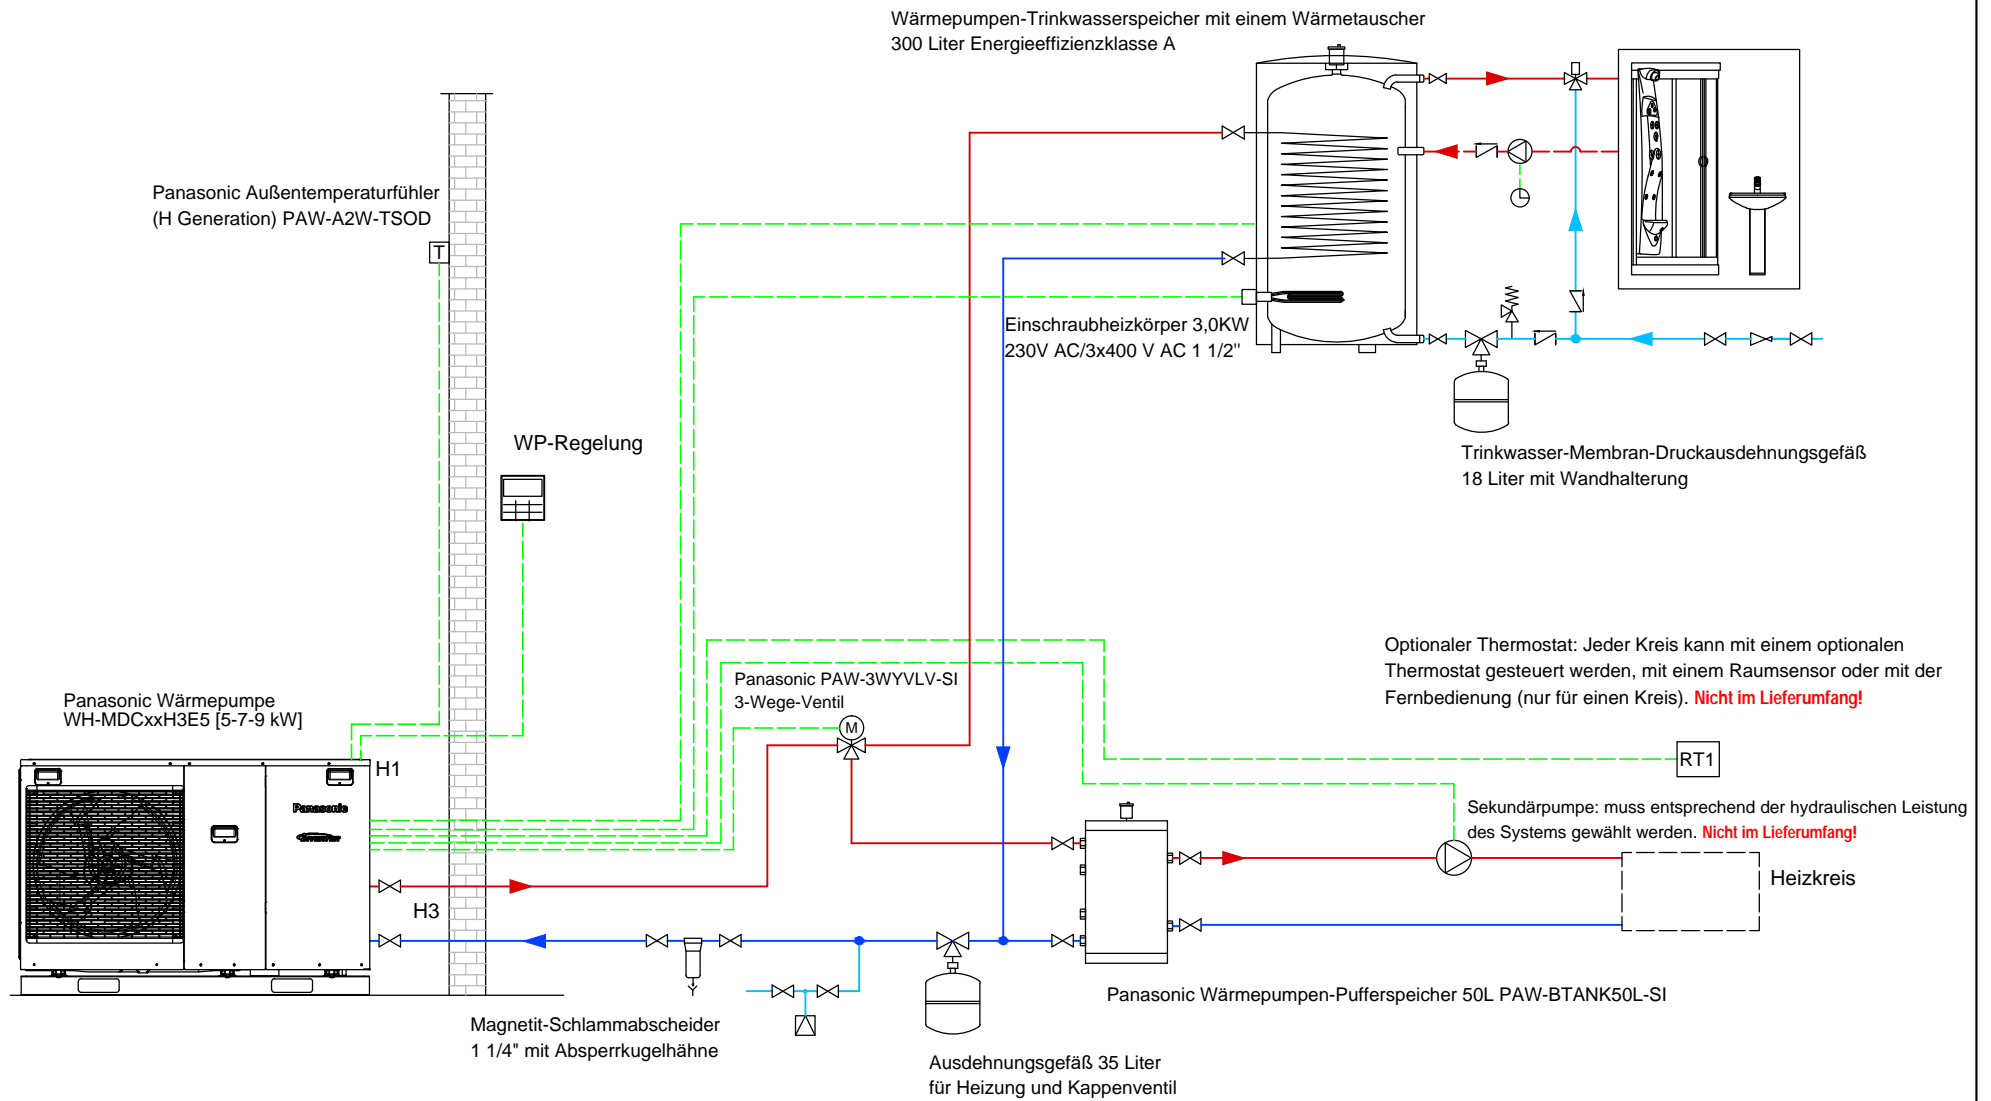 Wärmepumpen-Trinkwasserspeicher mit einem Wärmetauscher
300 Liter Energieeffizienzklasse A
Panasonic Außentemperaturfühler
(H Generation) PAW-A2W-TSOD
T
Einschraubheizkörper 3,0KW
230V AC/3x400 V AC 1 1/2"
WP-Regelung
Trinkwasser-Membran-Druckausdehnungsgefäß
18 Liter mit Wandhalterung
Optionaler Thermostat: Jeder Kreis kann mit einem optionalen
Thermostat gesteuert werden, mit einem Raumsensor oder mit der
Fernbedienung (nur für einen Kreis). Nicht im Lieferumfang!
Panasonic PAW-3WYVLV-SI
3-Wege-Ventil
M
Panasonic Wärmepumpe
WH-MDCxxH3E5 [5-7-9 kW]
H1
RT1
Panasonic
INVERTER
Sekundärpumpe: muss entsprechend der hydraulischen Leistung
des Systems gewählt werden. Nicht im Lieferumfang!
Heizkreis
H3
Panasonic Wärmepumpen-Pufferspeicher 50L PAW-BTANK50L-SI
Magnetit-Schlammabscheider
1 1/4" mit Absperrkugelhähne
Ausdehnungsgefäß 35 Liter
für Heizung und Kappenventil